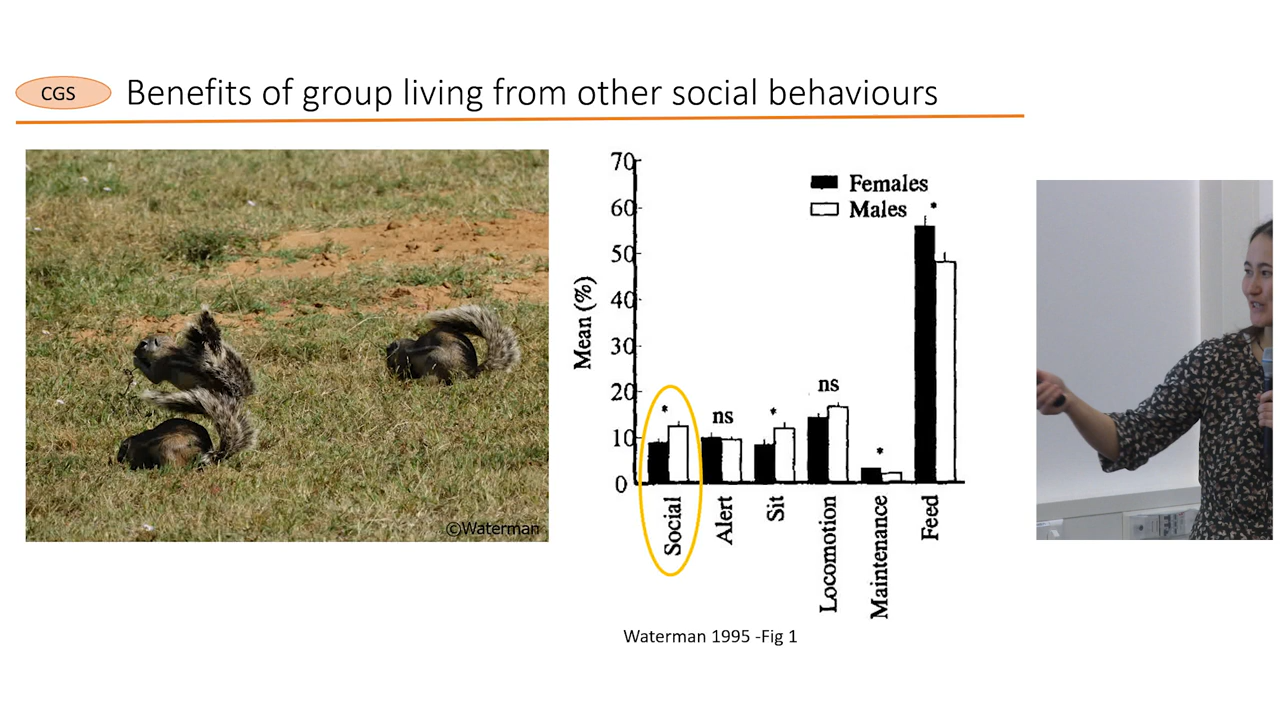 CGS
Benefits of group living from other social behaviours
©Waterman
70
60
50
40
30
20
10
0
Mean (%)
Females
Males
*
ns
*
ns
*
*
Social
Alert
Sit
Locomotion
Maintenance
Feed
Waterman 1995 -Fig 1